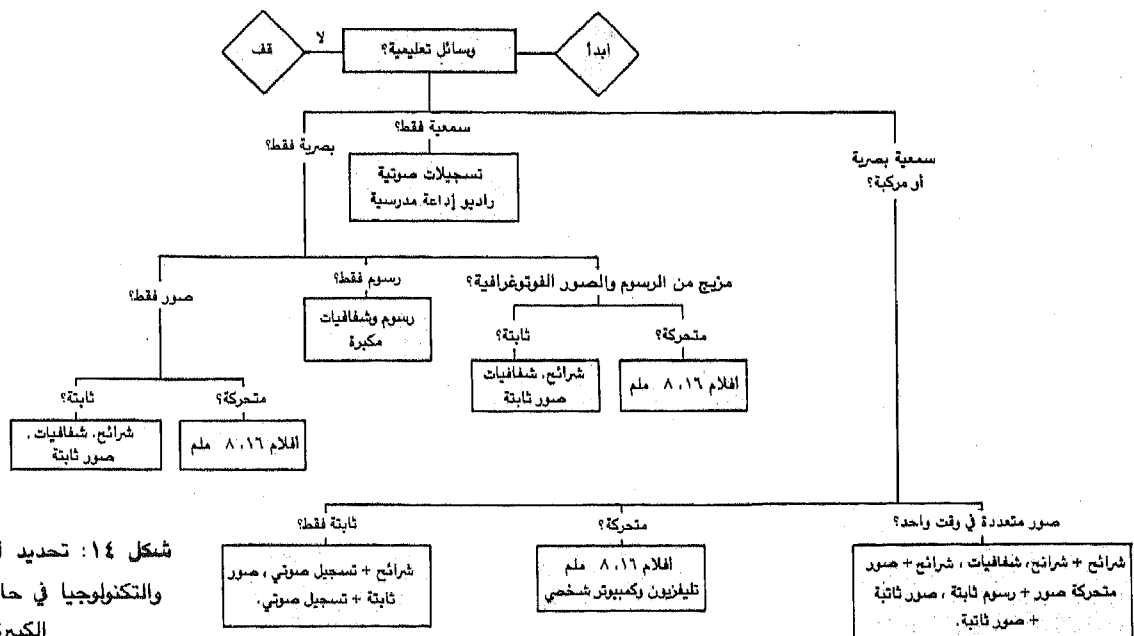 ابدأ
وسائل تعليمية؟
لا
قف
سمعية بصرية
أو مركبة؟
سمعية فقط؟
تسجيلات صوتية
راديو إذاعة مدرسية
بصرية فقط؟
مزيج من الرسوم والصور الفوتوغرافية؟
متحركة؟
افلام ٨،١٦ ملم
ثابتة؟
شرائح، شفافيات
صور ثابتة
رسوم فقط؟
رسوم وشفافيات
مكبرة
صور فقط؟
متحركة؟
افلام ٨،١٦ ملم
ثابتة؟
شرائح، شفافيات،
صور ثابتة
صور متعددة في وقت واحد؟
شرائح + شرائح، شفافيات، شرائح + صور
متحركة صور + رسوم ثابتة، صور ثاتبة
+ صور ثاتبة.
متحركة؟
افلام ٨،١٦ ملم
تليفزيون وكمبيوتر شخصي
ثابتة فقط؟
شرائح + تسجيل صوتي، صور
ثابتة + تسجيل صوتي.
شكل ١٤: تحديد
والتكنولوجيا في